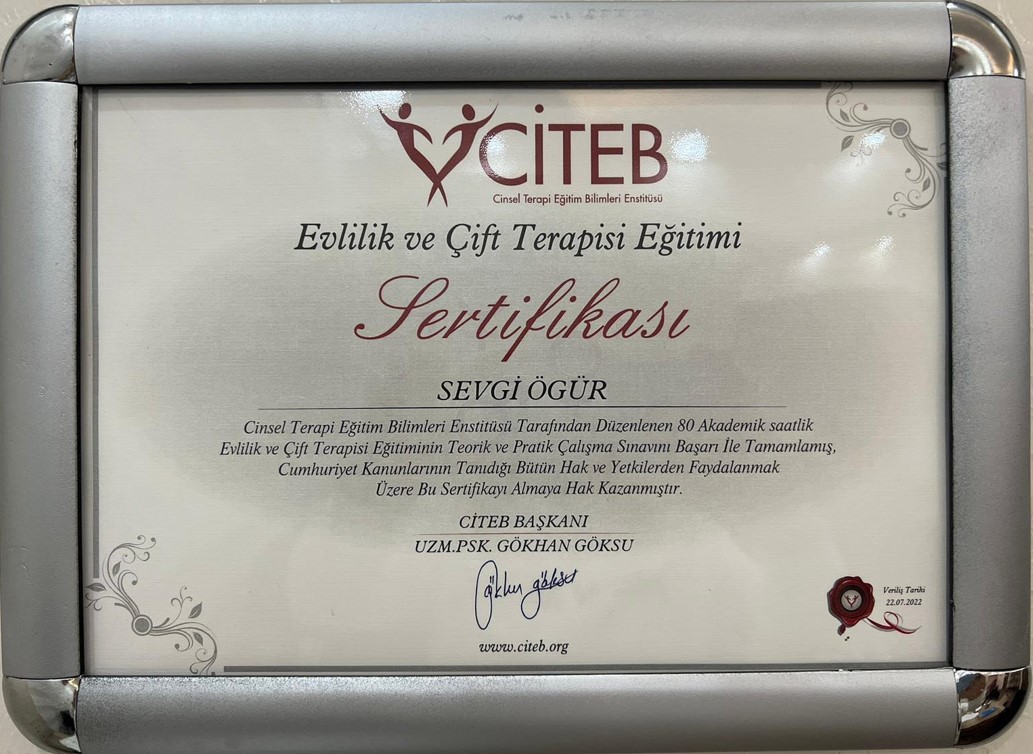 CİTEB
Cinsel Terapi Eğitim Bilimleri Enstitüsü
Evlilik ve Çift Terapisi Eğitimi
Sertifikası
SEVGİ ÖGÜR
Cinsel Terapi Eğitim Bilimleri Enstitüsü Tarafından Düzenlenen 80 Akademik saatlik
Evlilik ve Çift Terapisi Eğitiminin Teorik ve Pratik Çalışma Sınavını Başarı İle Tamamlamış,
Cumhuriyet Kanunlarının Tanıdığı Bütün Hak ve Yetkilerden Faydalanmak
Üzere Bu Sertifikayı Almaya Hak Kazanmıştır.
CİTEB BAŞKANI
UZM.PSK. GÖKHAN GÖKSU
Gökhan göksu
Veriliş Tarihi
22.07.2022
www.citeb.org